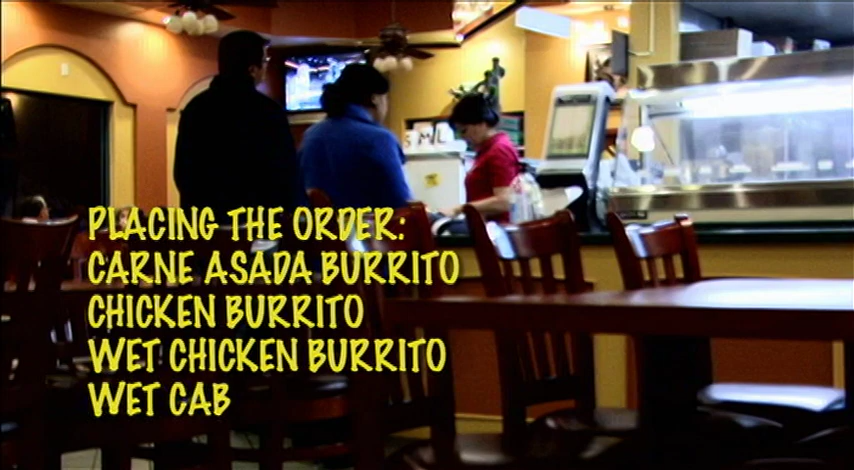 S M L
PLACING THE ORDER:
CARNE ASADA BURRITO
CHICKEN BURRITO
WET CHICKEN BURRITO
WET CAB